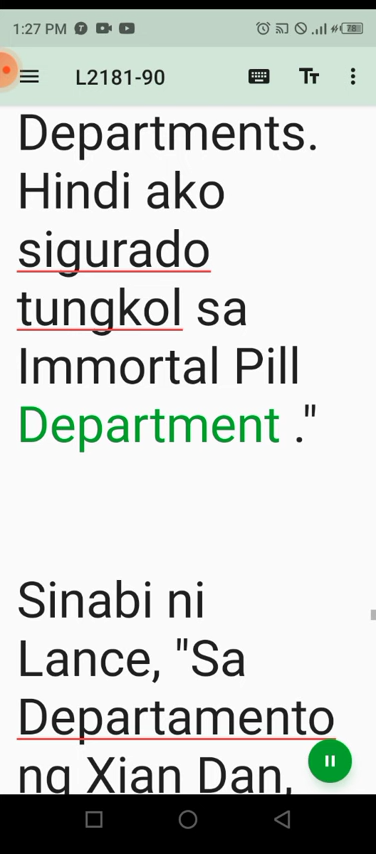 1:27 PM
78
L2181-90
Departments.
Hindi ako
sigurado
tungkol sa
Immortal Pill
Department ."
Sinabi ni
Lance, "Sa
Departamento
ng Xian Dan,